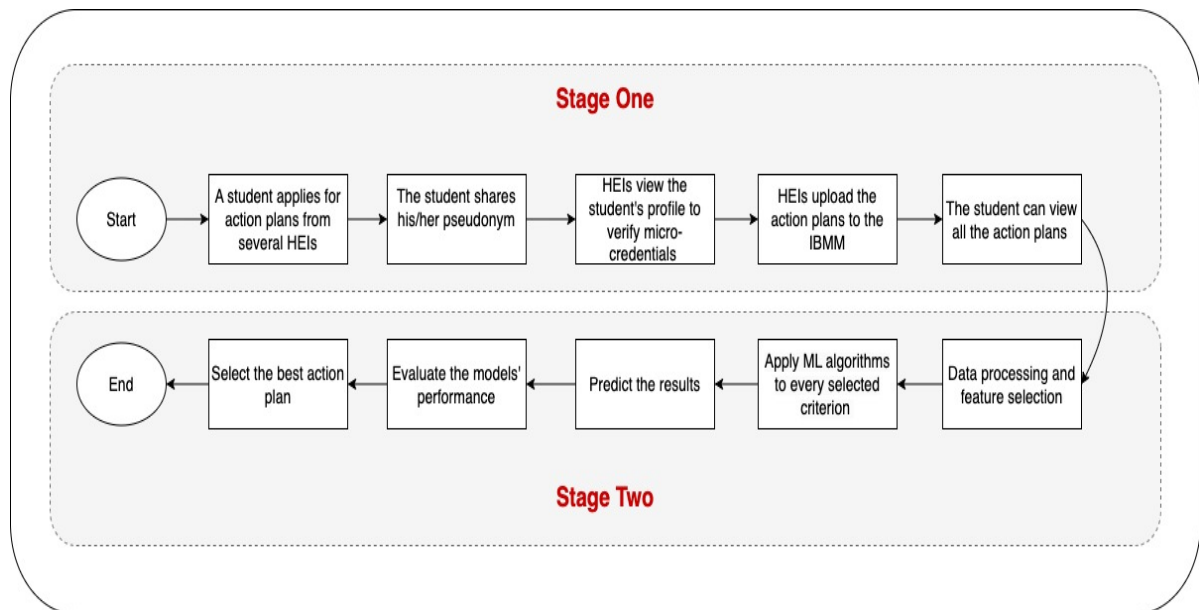 Stage One
Start
A student applies for
action plans from
several HEIs
The student shares
his/her pseudonym
HEIs view the
student's profile to
verify micro-
credentials
HEIs upload the
action plans to the
IBMM
The student can view
all the action plans
Data processing and
feature selection
Apply ML algorithms
to every selected
criterion
Predict the results
Evaluate the models'
performance
Select the best action
plan
End
Stage Two